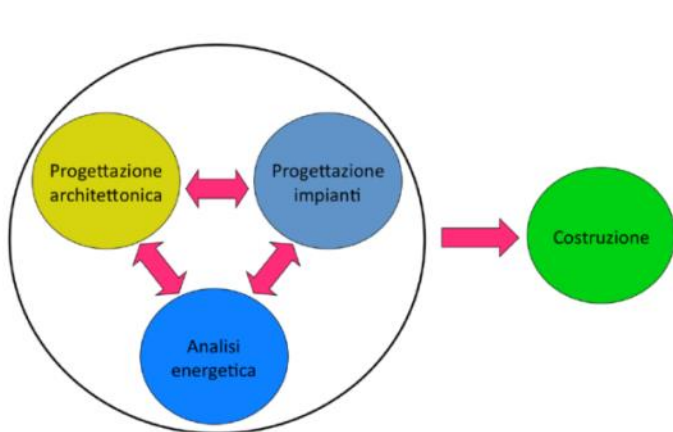 Progettazione
architettonica
Progettazione
impianti
Costruzione
Analisi
energetica